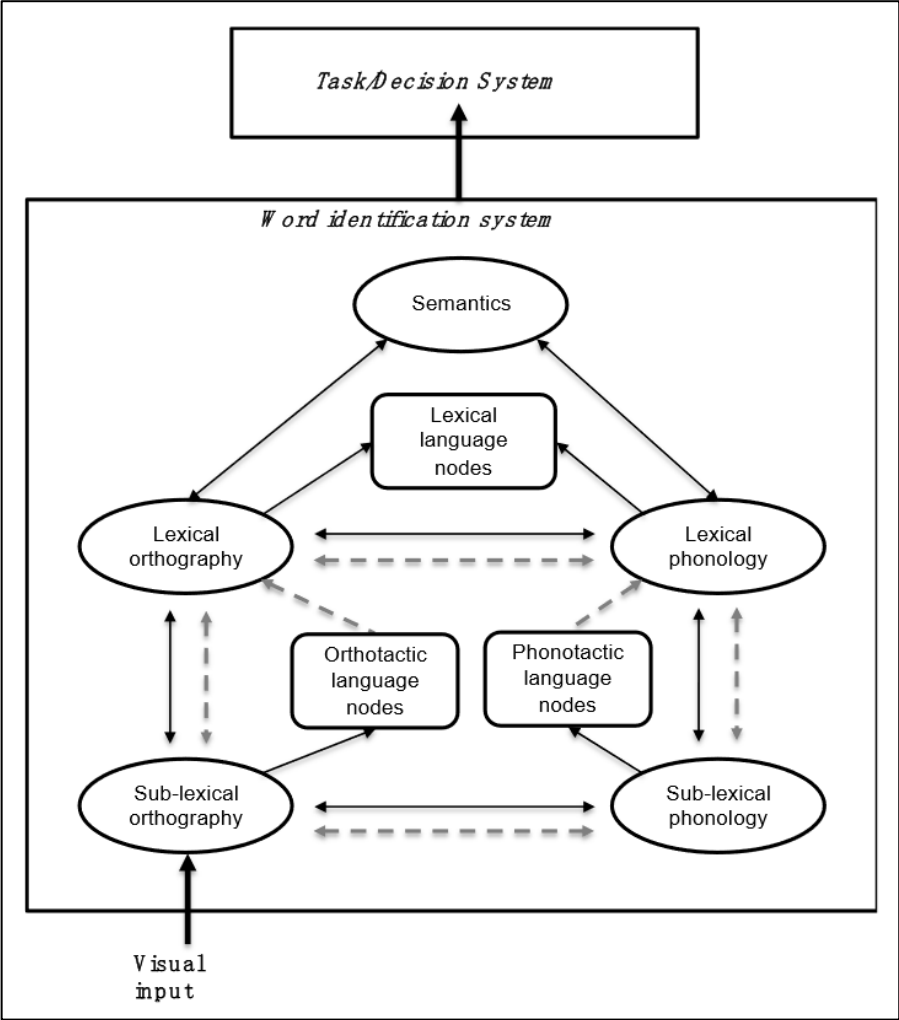 Task/Decision System
Word identification system
Semantics
Lexical
language
nodes
Lexical
orthography
Lexical
phonology
Orthotactic
language
nodes
Phonotactic
language
nodes
Sub-lexical
orthography
Sub-lexical
phonology
Visual
input